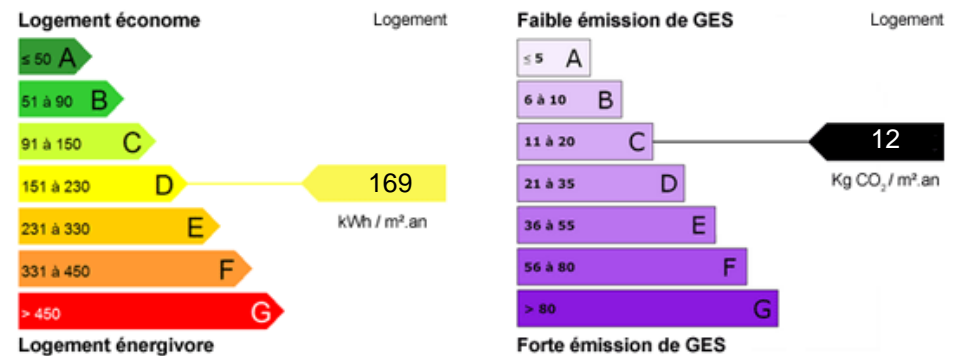 Logement économe
Logement
≤ 50 A
51 à 90 B
91 à 150 C
151 à 230 D
169
231 à 330 E
kWh / m².an
331 à 450 F
> 450 G
Logement énergivore
Faible émission de GES
Logement
≤ 5 A
6 à 10 B
11 à 20 C
12
21 à 35 D
Kg CO₂ / m².an
36 à 55 E
56 à 80 F
> 80 G
Forte émission de GES